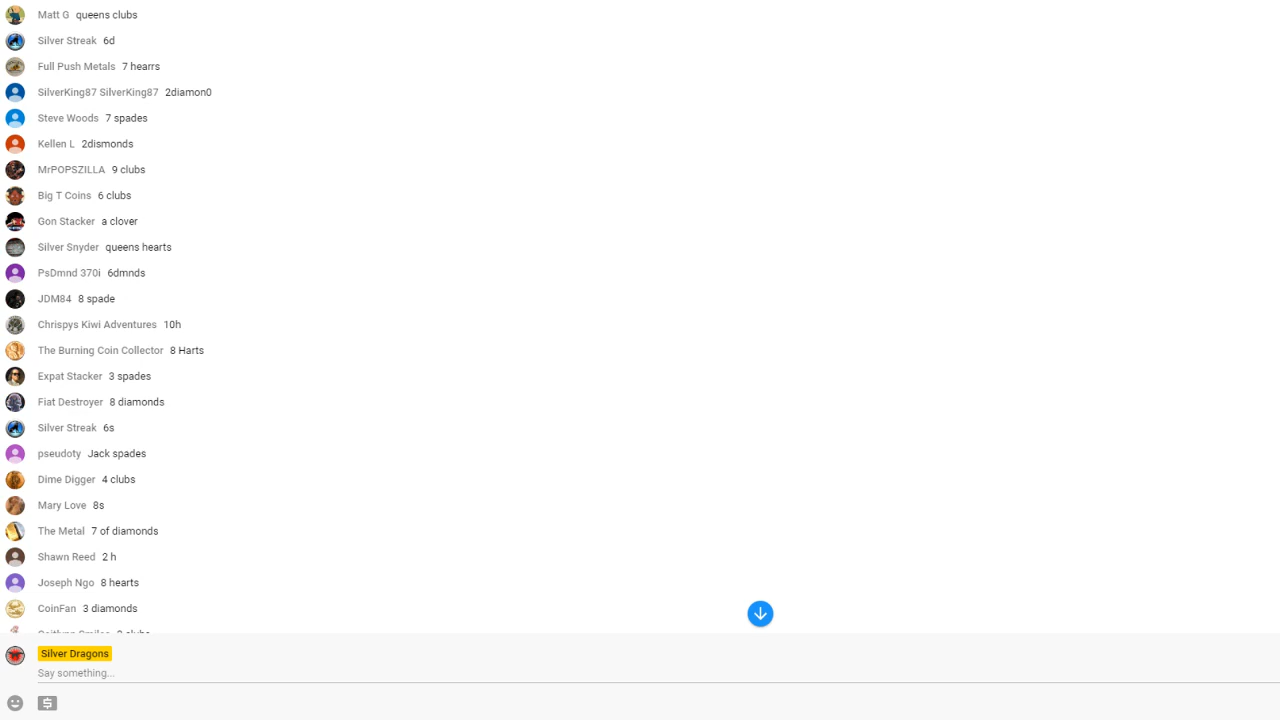 Matt G queens clubs
Silver Streak 6d
Full Push Metals 7 hearrs
SilverKing87 SilverKing87 2diamon0
Steve Woods 7 spades
Kellen L 2dismonds
MrPOPSZILLA 9 clubs
Big T Coins 6 clubs
Gon Stacker a clover
Silver Snyder queens hearts
PsDmnd 370i 6dmnds
JDM84 8 spade
Chrispys Kiwi Adventures 10h
The Burning Coin Collector 8 Harts
Expat Stacker 3 spades
Fiat Destroyer 8 diamonds
Silver Streak 6s
pseudoty Jack spades
Dime Digger 4 clubs
Mary Love 8s
The Metal 7 of diamonds
Shawn Reed 2 h
Joseph Ngo 8 hearts
CoinFan 3 diamonds
Silver Dragons
Say something...